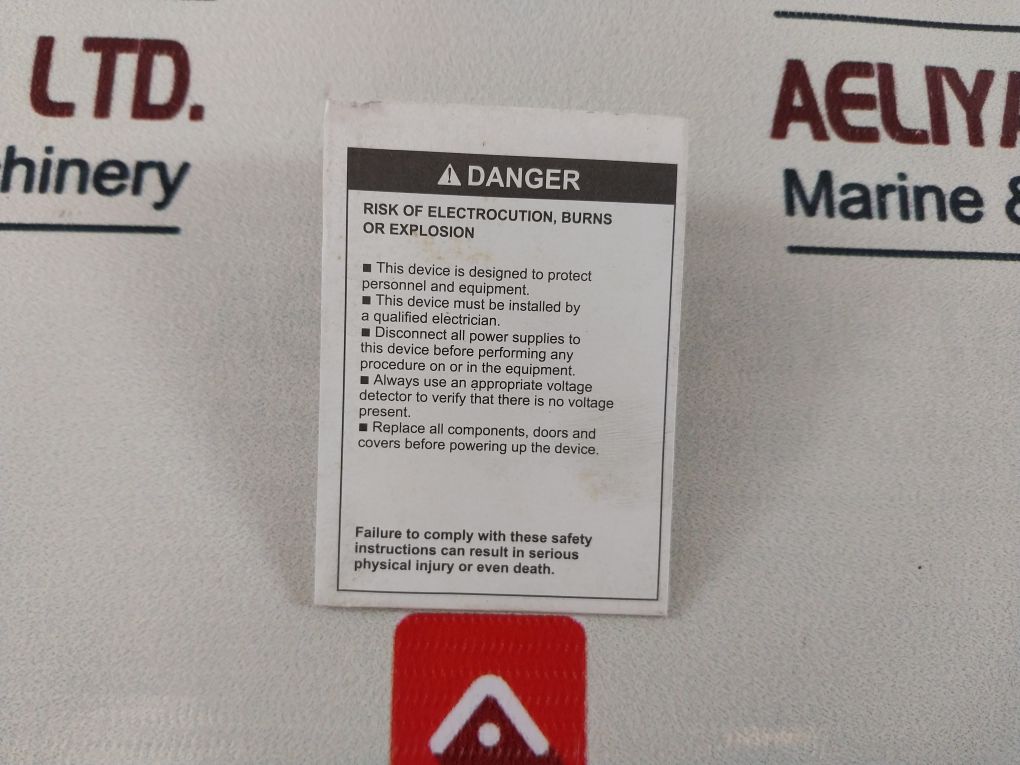 LTD.
AELIYA
Marine &
DANGER
RISK OF ELECTROCUTION, BURNS
OR EXPLOSION
■ This device is designed to protect
personnel and equipment.
■ This device must be installed by
a qualified electrician.
■ Disconnect all power supplies to
this device before performing any
procedure on or in the equipment.
■ Always use an appropriate voltage
detector to verify that there is no voltage
present.
■ Replace all components, doors and
covers before powering up the device.
Failure to comply with these safety
instructions can result in serious
physical injury or even death.